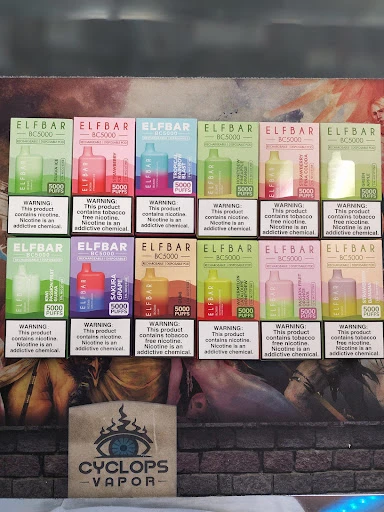 ELFBAR
BC5000
5000
PUFFS
WARNING:
This product
contains tobacco
free nicotine.
Nicotine is an
addictive chemical.
ELFBAR
BC5000
5000
PUFFS
WARNING:
This product
contains tobacco
free nicotine.
Nicotine is an
addictive chemical.
ELFBAR
BC5000
5000
PUFFS
WARNING:
This product
contains tobacco
free nicotine.
Nicotine is an
addictive chemical.
ELFBAR
BC5000
5000
PUFFS
WARNING:
This product
contains tobacco
free nicotine.
Nicotine is an
addictive chemical.
ELFBAR
BC5000
5000
PUFFS
WARNING:
This product
contains tobacco
free nicotine.
Nicotine is an
addictive chemical.
ELFBAR
BC5000
5000
PUFFS
WARNING:
This product
contains tobacco
free nicotine.
Nicotine is an
addictive chemical.
ELFBAR
BC5000
5000
PUFFS
WARNING:
This product
contains tobacco
free nicotine.
Nicotine is an
addictive chemical.
ELFBAR
BC5000
SAKURA
GRAPE
5000
PUFFS
WARNING:
This product
contains tobacco
free nicotine.
Nicotine is an
addictive chemical.
ELFBAR
BC5000
5000
PUFFS
WARNING:
This product
contains tobacco
free nicotine.
Nicotine is an
addictive chemical.
ELFBAR
BC5000
5000
PUFFS
WARNING:
This product
contains tobacco
free nicotine.
Nicotine is an
addictive chemical.
ELFBAR
BC5000
5000
PUFFS
WARNING:
This product
contains tobacco
free nicotine.
Nicotine is an
addictive chemical.
ELFBAR
BC5000
5000
PUFFS
WARNING:
This product
contains tobacco
free nicotine.
Nicotine is an
addictive chemical.
CYCLOPS
VAPOR